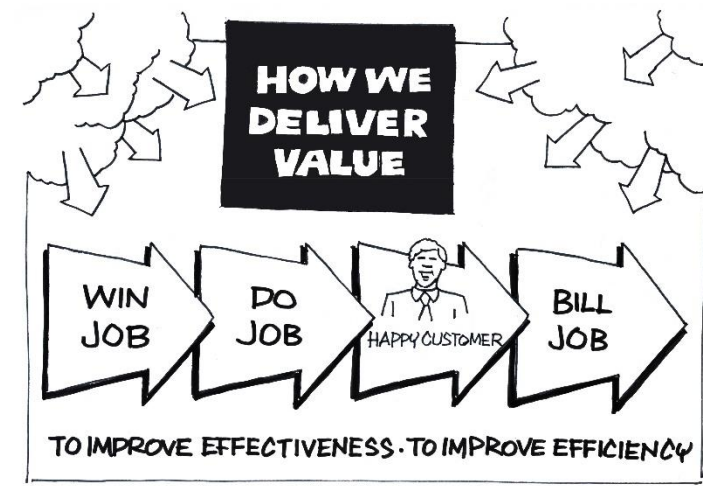 HOW WE
DELIVER
VALUE
WIN
JOB
DO
JOB
HAPPY CUSTOMER
BILL
JOB
TO IMPROVE EFFECTIVENESS · TO IMPROVE EFFICIENCY